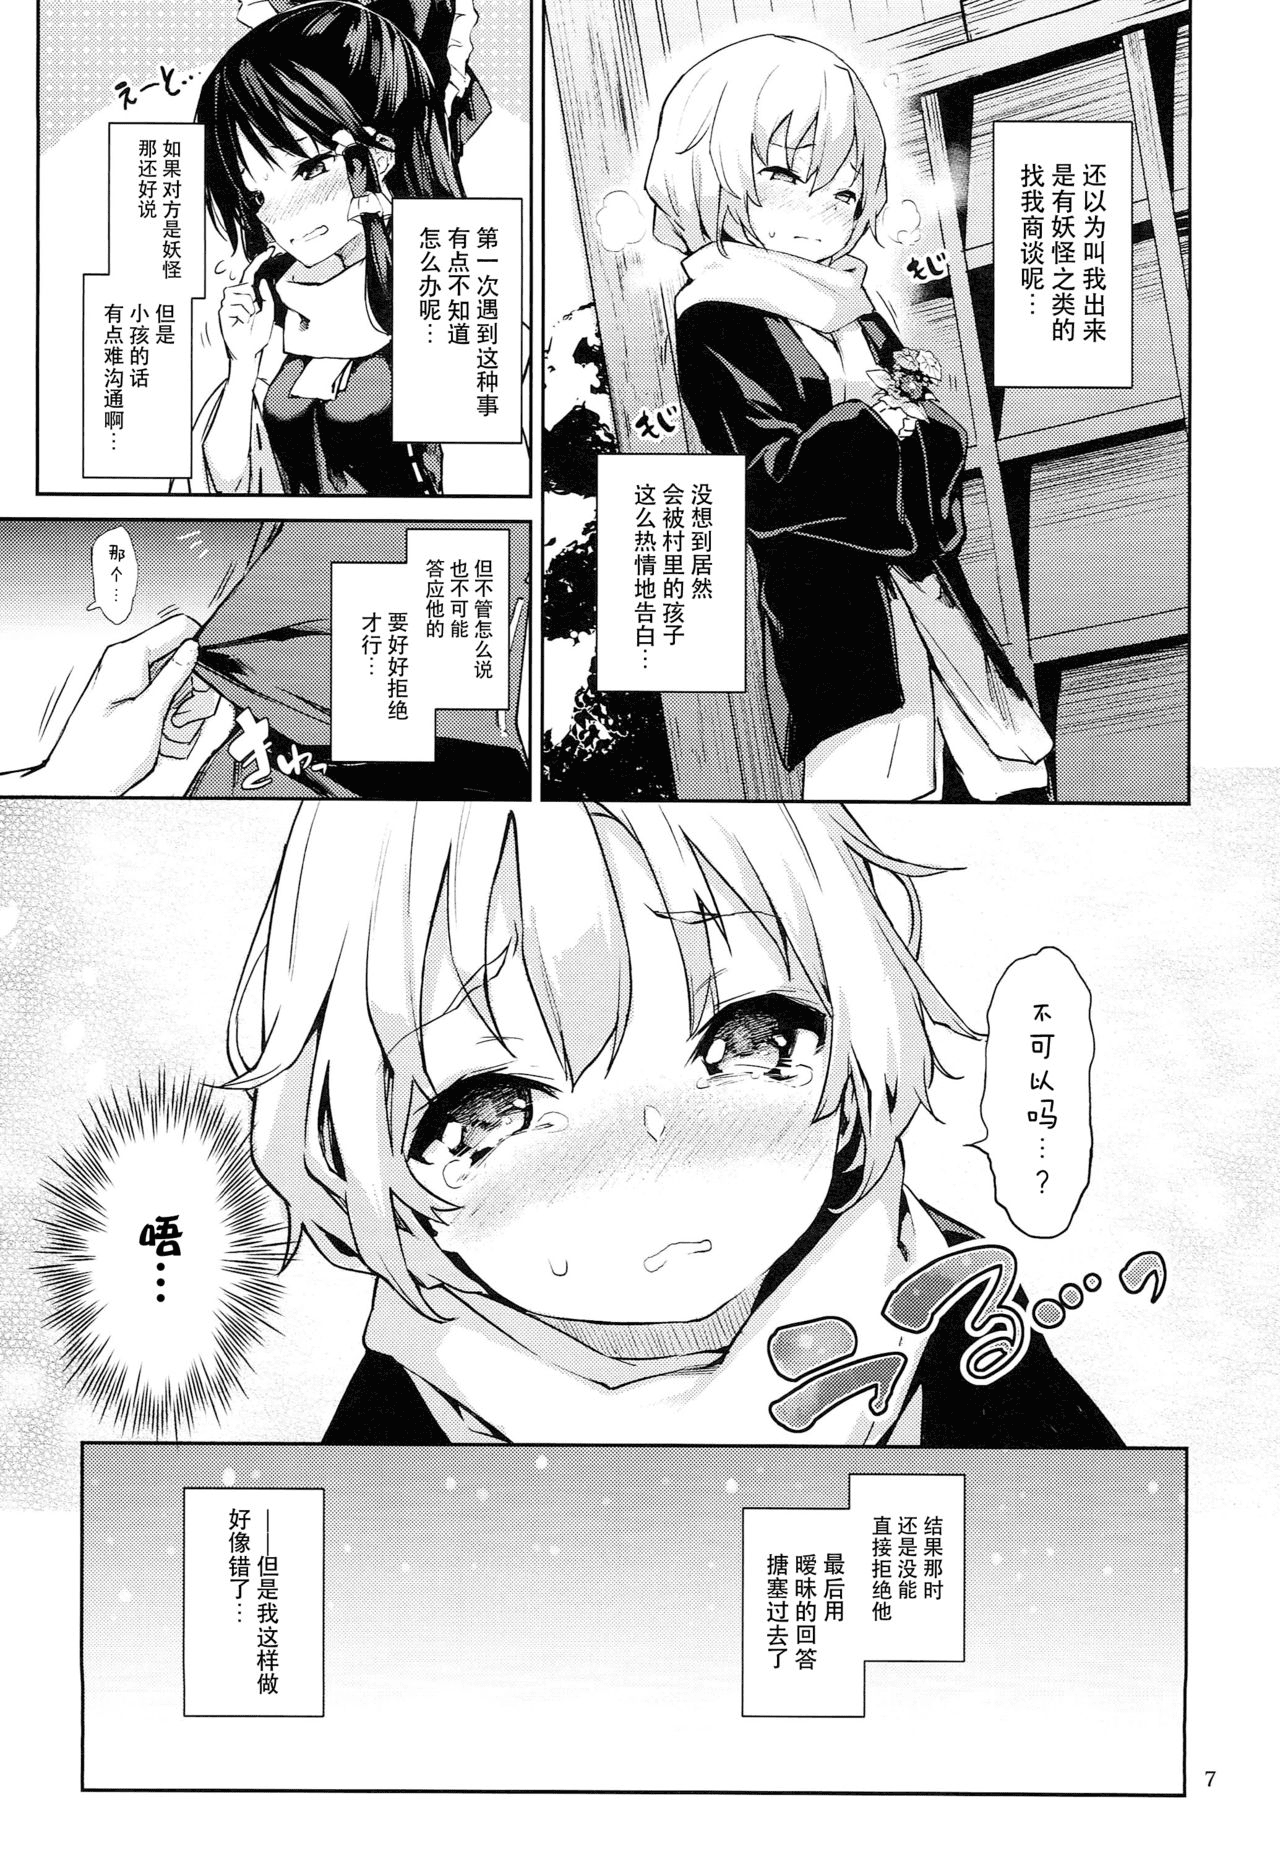 还以为叫我出来
是有妖怪之类的
找我商谈呢…
もじ
もじ
没想到居然
会被村里的孩子
这么热情地告白…
えーと…
第一次遇到这种事
有点不知道
怎么办呢…
如果对方是妖怪
那还好说
但是
小孩的话
有点难沟通啊…
但不管怎么说
也不可能
答应他的
要好好拒绝
才行…
那个…
きゅっ
不可以吗…?
うる…っ
唔…
结果那时
还是没能
直接拒绝他
最后用
暧昧的回答
搪塞过去了
——但是我这样做
好像错了…
7